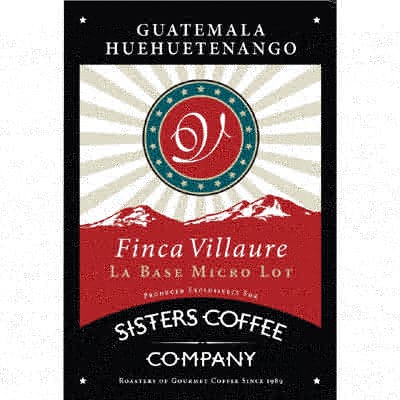 GUATEMALA
HUEHUETENANGO
V
Finca Villaure
LA BASE MICRO LOT
PRODUCED EXCLUSIVELY FOR
SISTERS COFFEE
COMPANY
ROASTERS OF GOURMET COFFEE SINCE 1989